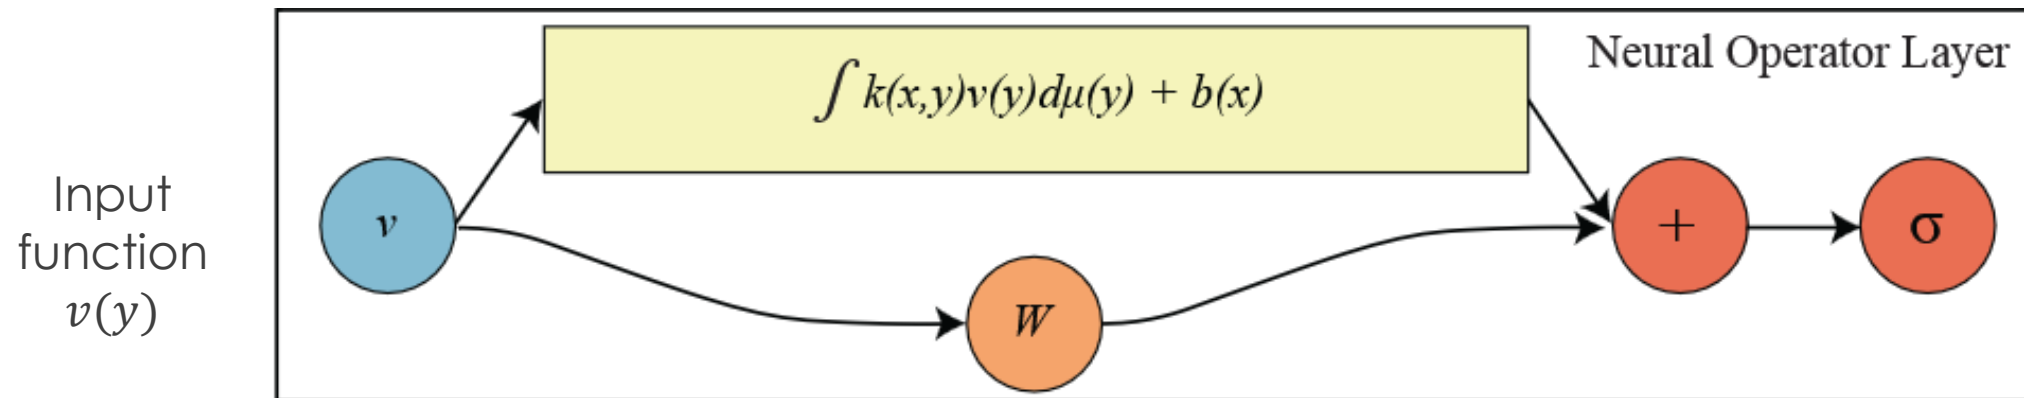 Neural Operator Layer
∫ k(x,y)v(y)dμ(y) + b(x)
Input
function
v(y)
v
W
+
σ